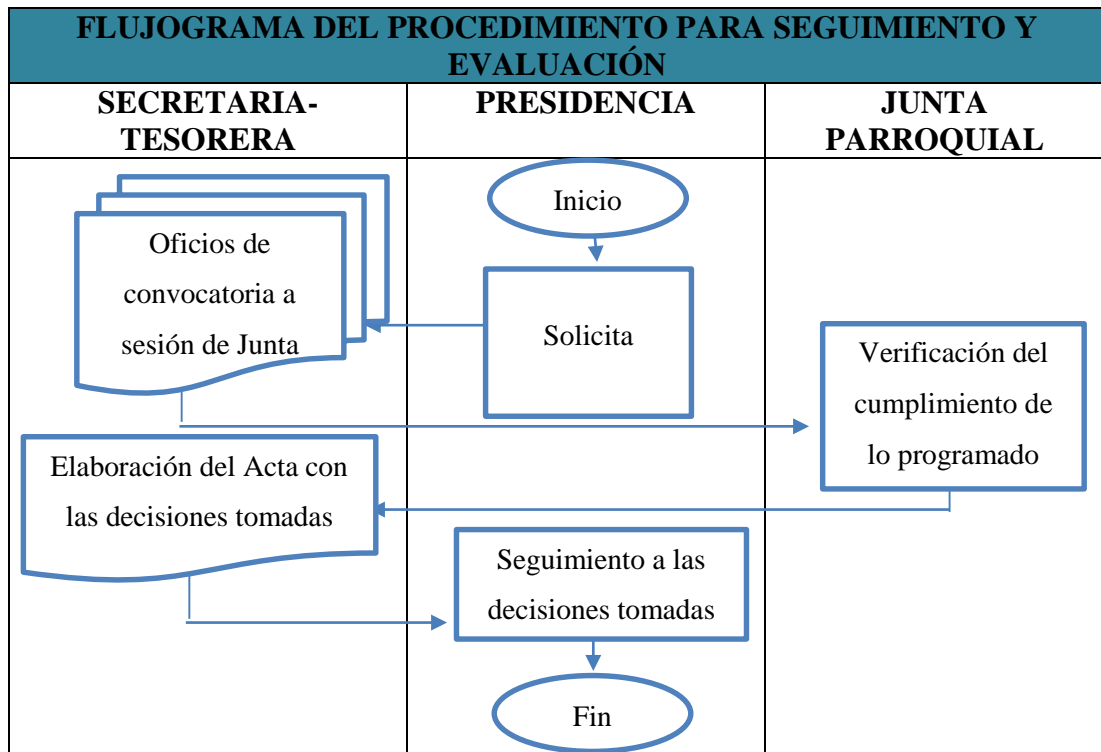 FLUJOGRAMA DEL PROCEDIMIENTO PARA SEGUIMIENTO Y
EVALUACIÓN
SECRETARIA-
TESORERA
PRESIDENCIA
JUNTA
PARROQUIAL
Inicio
Oficios de
convocatoria a
sesión de Junta
Solicita
Verificación del
cumplimiento de
lo programado
Elaboración del Acta con
las decisiones tomadas
Seguimiento a las
decisiones tomadas
Fin